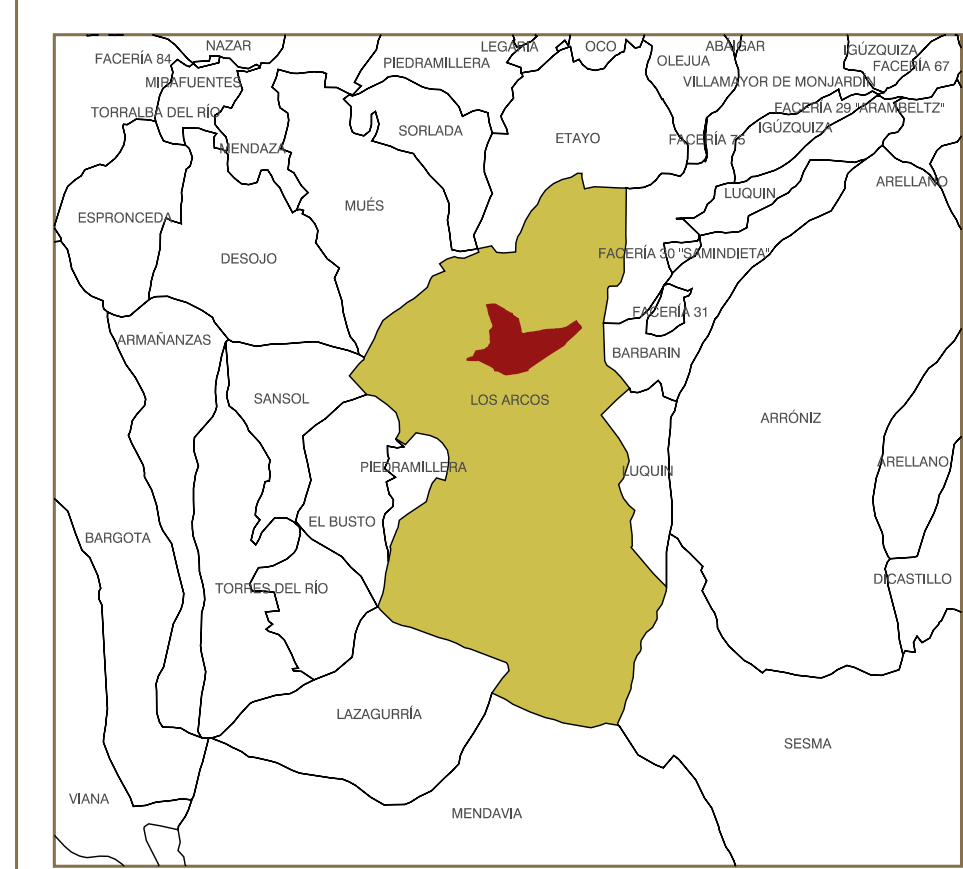 NAZAR
LEGARIA
OCO
ABÁIGAR
IGÚZQUIZA
FACERÍA 84
PIEDRAMILLERA
OLEJUA
FACERÍA 67
MIRAFUENTES
VILLAMAYOR DE MONJARDÍN
TORRALBA DEL RÍO
FACERÍA 29 "ARAMBELTZ"
SORLADA
IGÚZQUIZA
ETAYO
FACERÍA 75
MENDAZA
ARELLANO
LUQUIN
MUÉS
ESPRONCEDA
DESOJO
FACERÍA 30 "SAMINDIETA"
FACERÍA 31
ARMAÑANZAS
BARBARIN
SANSOL
LOS ARCOS
ARRÓNIZ
PIEDRAMILLERA
LUQUIN
ARELLANO
EL BUSTO
BARGOTA
TORRES DEL RÍO
DICASTILLO
LAZAGURRÍA
SESMA
VIANA
MENDAVIA